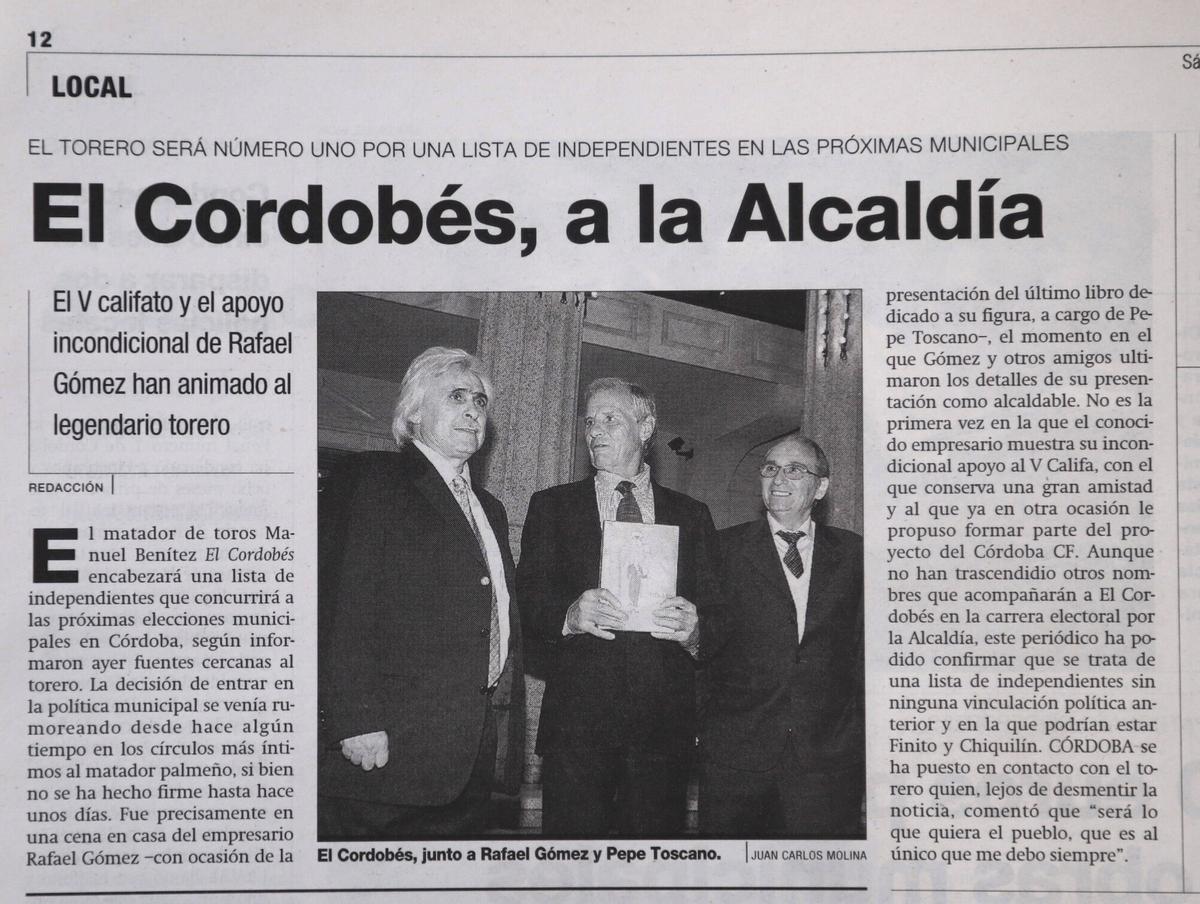 12
Sá
LOCAL
EL TORERO SERÁ NÚMERO UNO POR UNA LISTA DE INDEPENDIENTES EN LAS PRÓXIMAS MUNICIPALES
El Cordobés, a la Alcaldía
El V califato y el apoyo
incondicional de Rafael
Gómez han animado al
legendario torero
REDACCIÓN
El matador de toros Ma-
nuel Benítez El Cordobés
encabezará una lista de
independientes que concurrirá a
las próximas elecciones munici-
pales en Córdoba, según infor-
maron ayer fuentes cercanas al
torero. La decisión de entrar en
la política municipal se venía ru-
moreando desde hace algún
tiempo en los círculos más ínti-
mos al matador palmeño, si bien
no se ha hecho firme hasta hace
unos días. Fue precisamente en
una cena en casa del empresario
Rafael Gómez –con ocasión de la
El Cordobés, junto a Rafael Gómez y Pepe Toscano.
JUAN CARLOS MOLINA
presentación del último libro de-
dicado a su figura, a cargo de Pe-
pe Toscano–, el momento en el
que Gómez y otros amigos ulti-
maron los detalles de su presen-
tación como alcaldable. No es la
primera vez en la que el conoci-
do empresario muestra su incon-
dicional apoyo al V Califa, con el
que conserva una gran amistad
y al que ya en otra ocasión le
propuso formar parte del pro-
yecto del Córdoba CF. Aunque
no han trascendidio otros nom-
bres que acompañarán a El Cor-
dobés en la carrera electoral por
la Alcaldía, este periódico ha po-
dido confirmar que se trata de
una lista de independientes sin
ninguna vinculación política an-
terior y en la que podrían estar
Finito y Chiquilín. CÓRDOBA se
ha puesto en contacto con el to-
rero quien, lejos de desmentir la
noticia, comentó que “será lo
que quiera el pueblo, que es al
único que me debo siempre”.